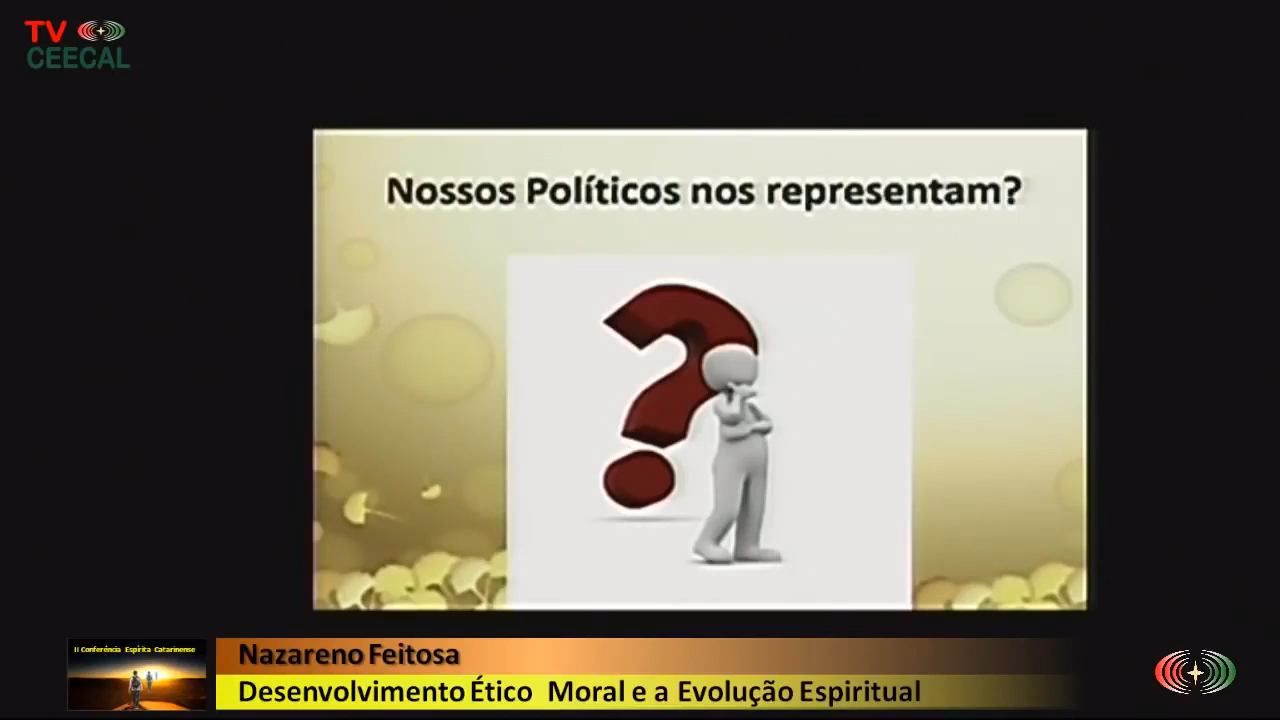 TV
CEECAL
Nossos Políticos nos representam?
II Conferência Espírita Catarinense
Nazareno Feitosa
Desenvolvimento Ético Moral e a Evolução Espiritual